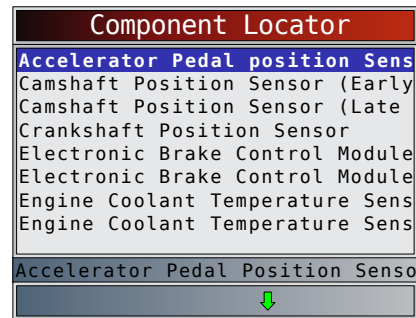 Component Locator
Accelerator Pedal position Sens
Camshaft Position Sensor (Early
Camshaft Position Sensor (Late
Crankshaft Position Sensor
Electronic Brake Control Module
Electronic Brake Control Module
Engine Coolant Temperature Sens
Engine Coolant Temperature Sens
Accelerator Pedal Position Senso